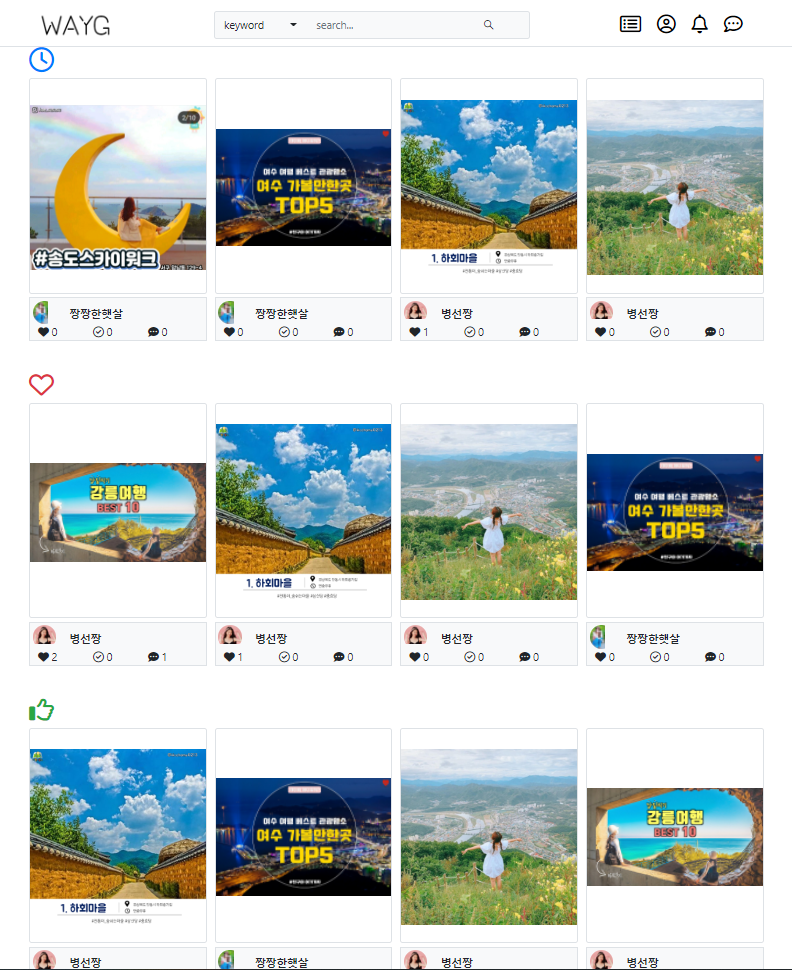 WAYG
keyword
search...
2/10
#송도스카이워크
여수 여행 베스트 관광명소
여수 가볼만한곳
TOP5
1. 하회마을
짱짱한햇살
0 0 0
짱짱한햇살
0 0 0
병선짱
1 0 0
병선짱
0 0 0
강릉여행
BEST 10
1. 하회마을
여수 여행 베스트 관광명소
여수 가볼만한곳
TOP5
병선짱
2 0 1
병선짱
1 0 0
병선짱
0 0 0
짱짱한햇살
0 0 0
1. 하회마을
여수 여행 베스트 관광명소
여수 가볼만한곳
TOP5
강릉여행
BEST 10
병선짱
짱짱한햇살
병선짱
병선짱